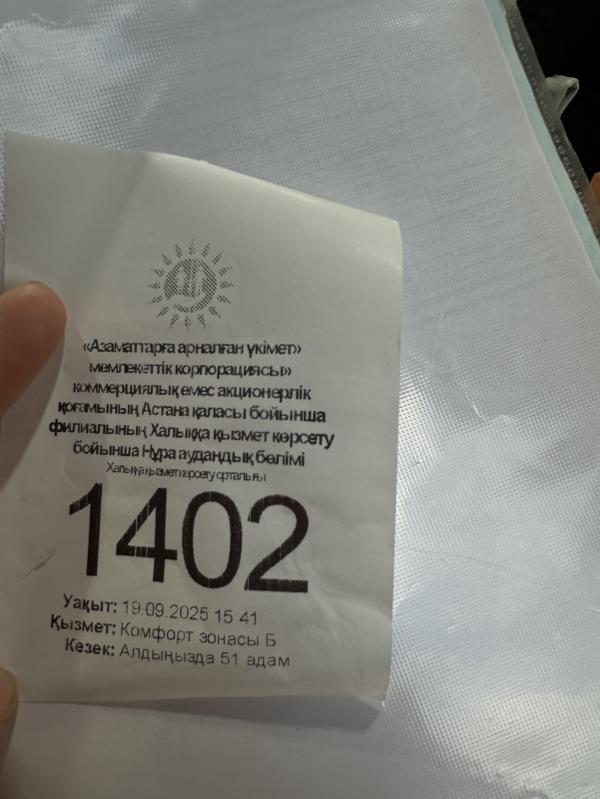 «Азаматтарға арналған үкімет»
мемлекеттік корпорациясы»
коммерциялық емес акционерлік
қоғамының Астана қаласы бойынша
филиалының Халыққа қызмет көрсету
бойынша Нұра аудандық бөлімі
Халыққа қызмет көрсету орталығы
1402
Уақыт: 19.09.2025 15:41
Қызмет: Комфорт зонасы Б
Кезек: Алдыңызда 51 адам